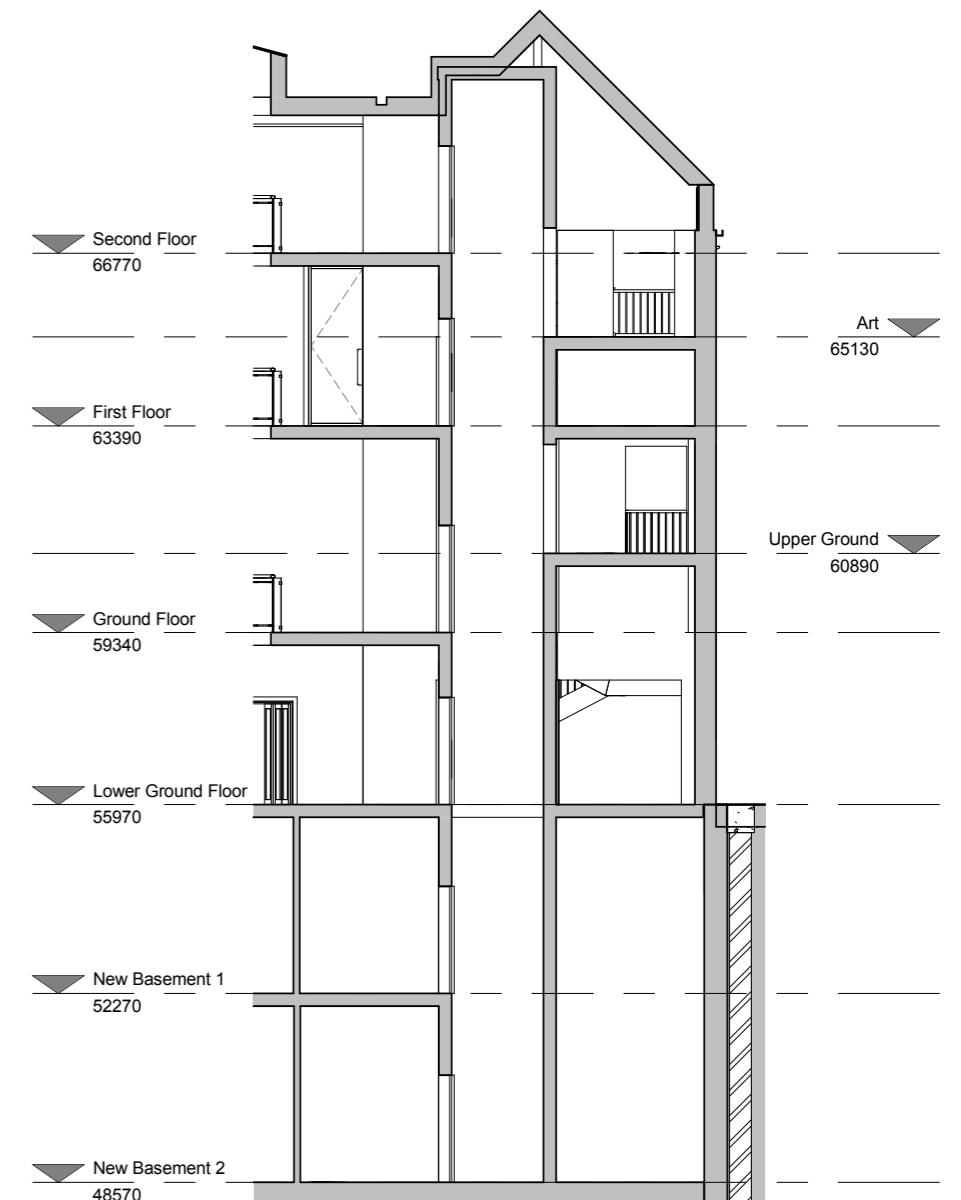 Second Floor
66770
Art
65130
First Floor
63390
Upper Ground
60890
Ground Floor
59340
Lower Ground Floor
55970
New Basement 1
52270
New Basement 2
48570